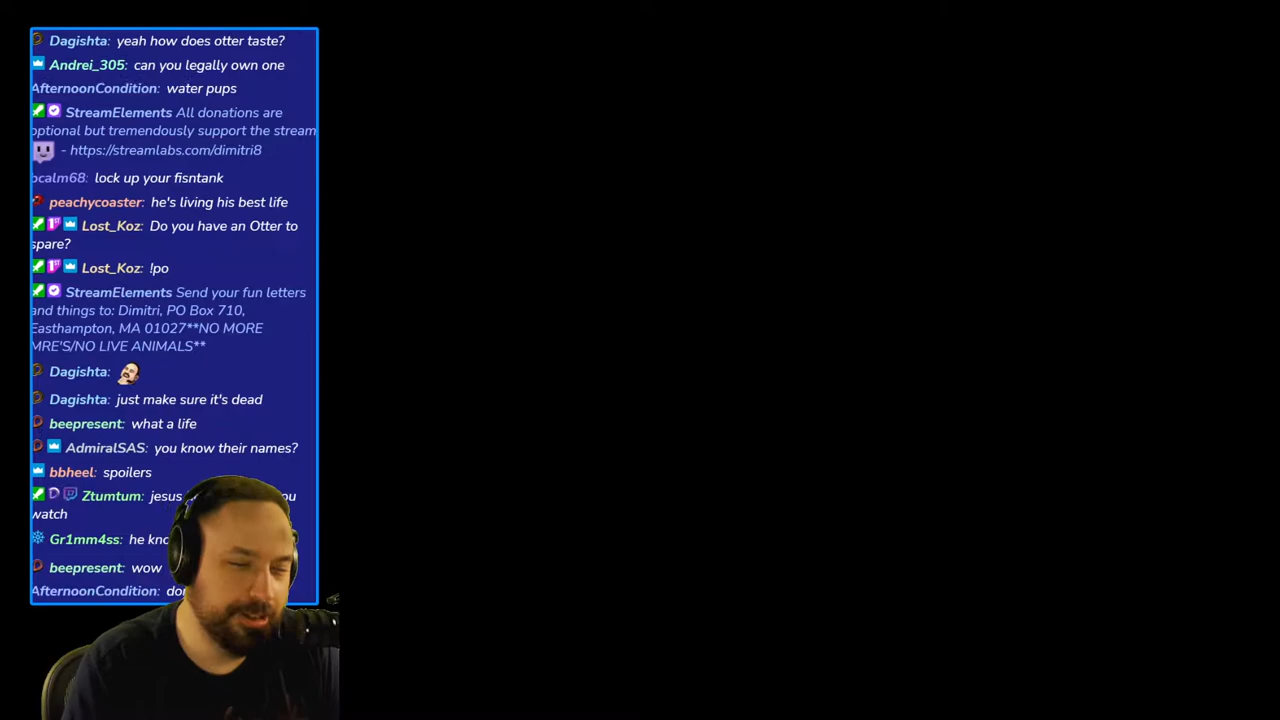 Dagishta: yeah how does otter taste?
Andrei_305: can you legally own one
AfternoonCondition: water pups
StreamElements All donations are
optional but tremendously support the stream
- https://streamlabs.com/dimitri8
bcalm68: lock up your fisntank
peachycoaster: he's living his best life
Lost_Koz: Do you have an Otter to
spare?
Lost_Koz: !po
StreamElements Send your fun letters
and things to: Dimitri, PO Box 710,
Easthampton, MA 01027**NO MORE
MRE'S/NO LIVE ANIMALS**
Dagishta:
Dagishta: just make sure it's dead
beepresent: what a life
AdmiralSAS: you know their names?
bbheel: spoilers
Ztumtum: jesus
watch
Gr1mm4ss: he
beepresent: wow
AfternoonCondition: